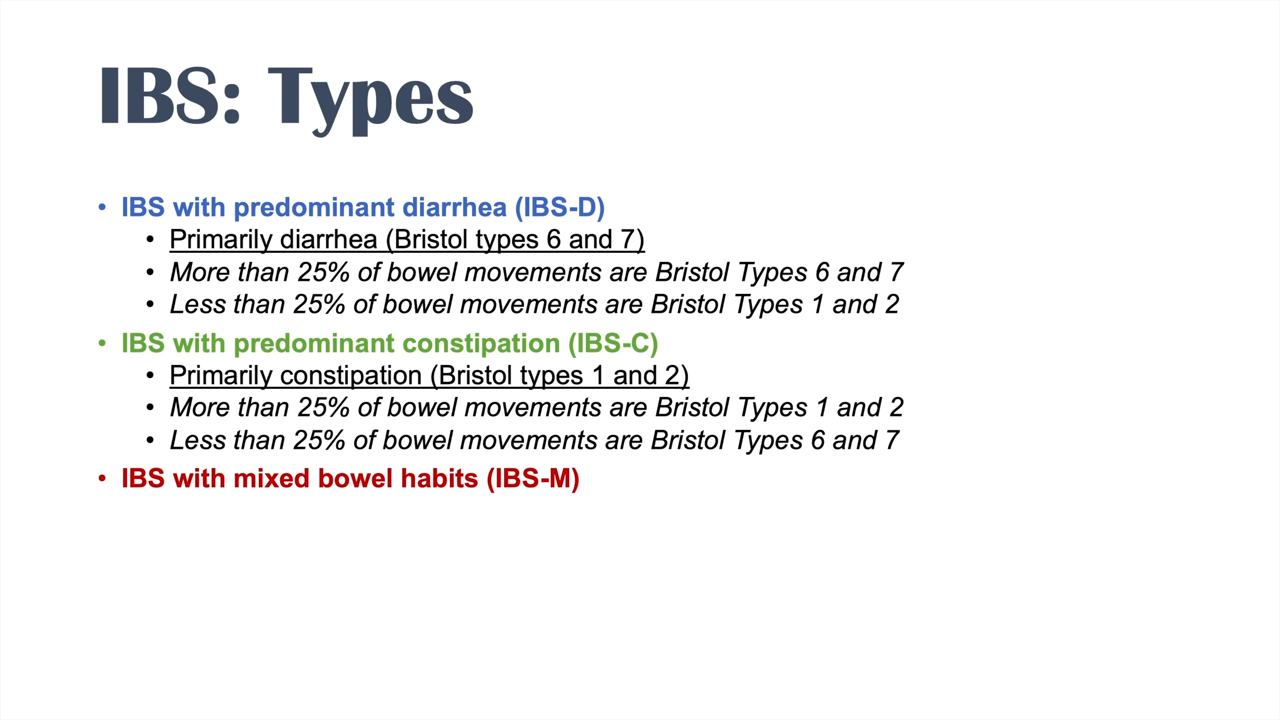 IBS: Types
• IBS with predominant diarrhea (IBS-D)
• Primarily diarrhea (Bristol types 6 and 7)
• More than 25% of bowel movements are Bristol Types 6 and 7
• Less than 25% of bowel movements are Bristol Types 1 and 2
• IBS with predominant constipation (IBS-C)
• Primarily constipation (Bristol types 1 and 2)
• More than 25% of bowel movements are Bristol Types 1 and 2
• Less than 25% of bowel movements are Bristol Types 6 and 7
• IBS with mixed bowel habits (IBS-M)